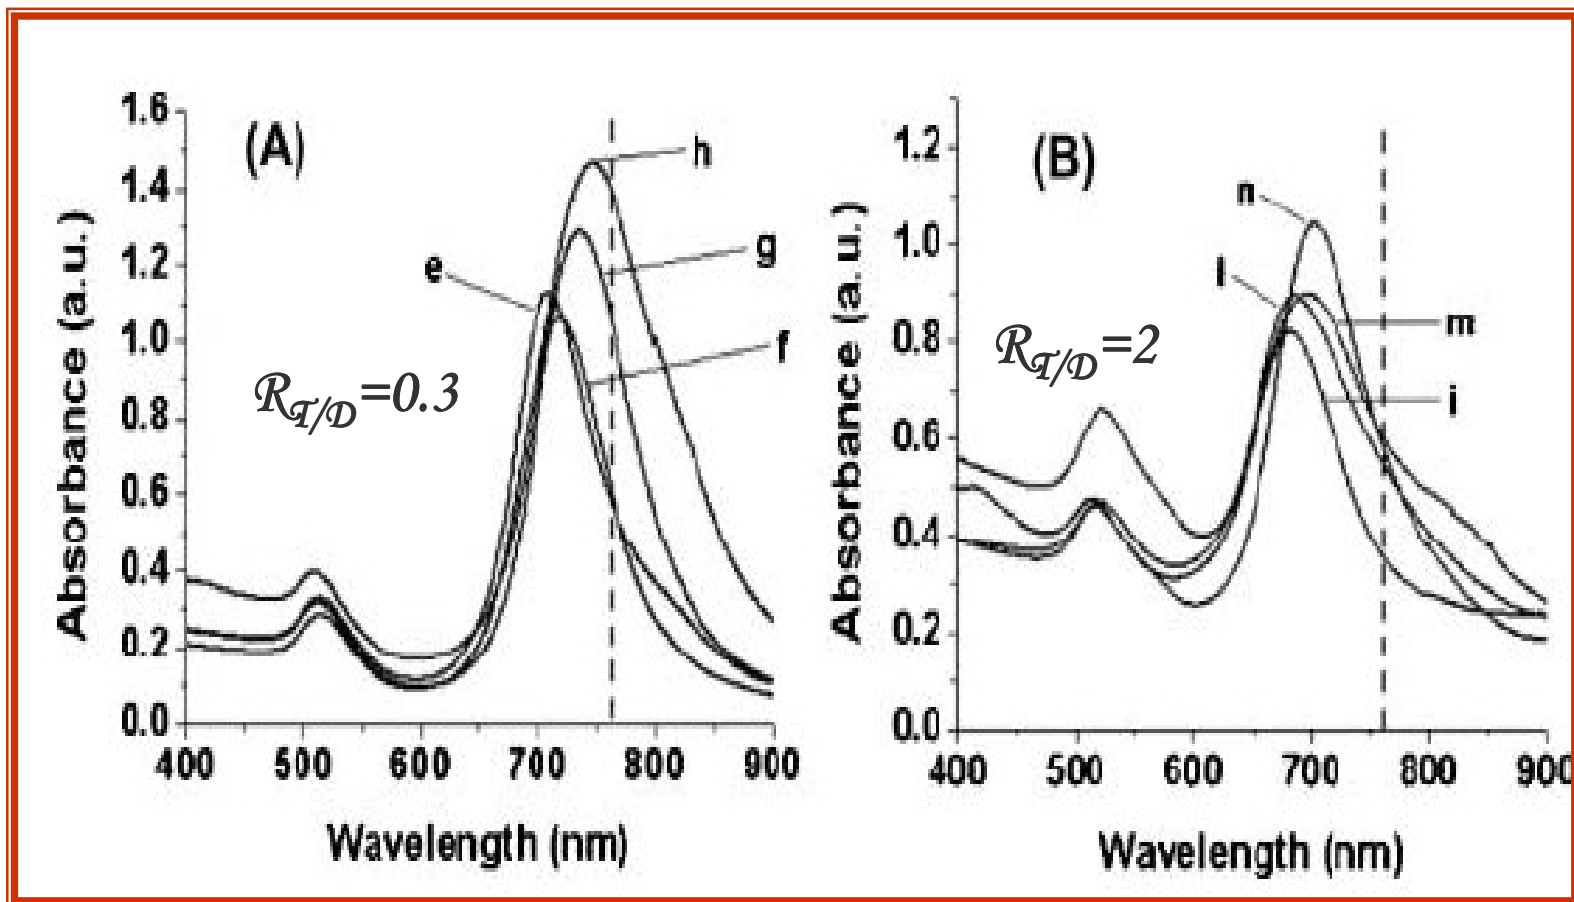 (A)
h
g
e
f
R_T/D=0.3
1.6
1.4
1.2
1.0
0.8
0.6
0.4
0.2
0.0
400 500 600 700 800 900
Absorbance (a.u.)
Wavelength (nm)
(B)
n
l
m
i
R_T/D=2
1.2
1.0
0.8
0.6
0.4
0.2
0.0
400 500 600 700 800 900
Absorbance (a.u.)
Wavelength (nm)